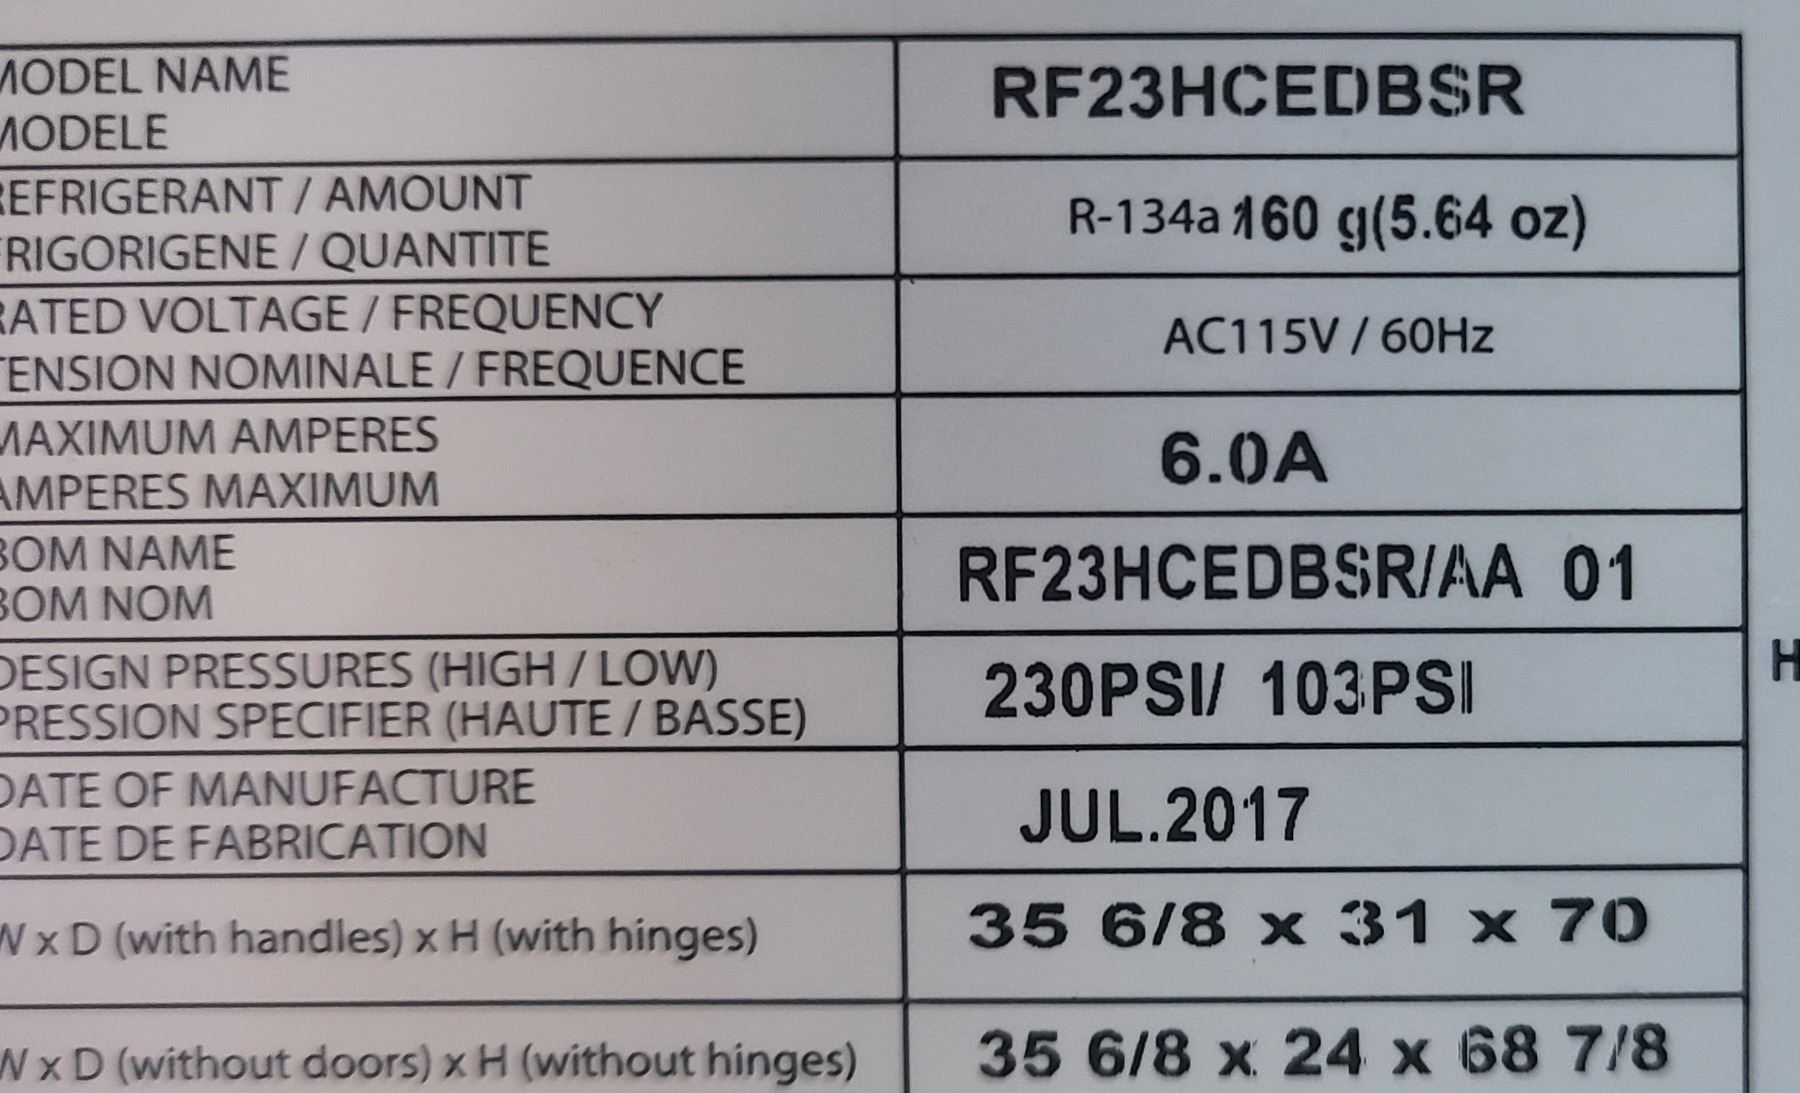 MODEL NAME
MODELE
RF23HCEDBSR
REFRIGERANT / AMOUNT
FRIGORIGENE / QUANTITE
R-134a 160 g(5.64 oz)
RATED VOLTAGE / FREQUENCY
TENSION NOMINALE / FREQUENCE
AC115V / 60Hz
MAXIMUM AMPERES
AMPERES MAXIMUM
6.0A
BOM NAME
BOM NOM
RF23HCEDBSR/AA 01
DESIGN PRESSURES (HIGH / LOW)
PRESSION SPECIFIER (HAUTE / BASSE)
230PSI/ 103PSI
H
DATE OF MANUFACTURE
DATE DE FABRICATION
JUL.2017
W x D (with handles) x H (with hinges)
35 6/8 x 31 x 70
W x D (without doors) x H (without hinges)
35 6/8 x 24 x 68 7/8